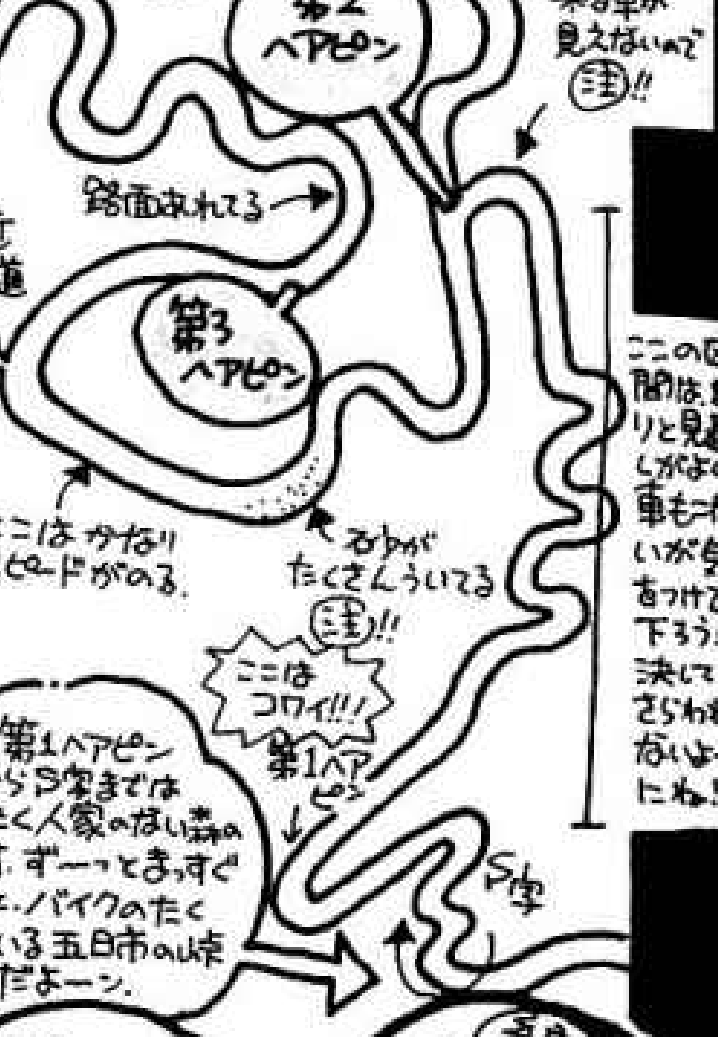 第2
ヘアピン
見えないので
注!!
路面あれてる
道
第3
ヘアピン
ここはかなり
ピードがのる.
砂が
たくさんういてる
注!!
ここは
コワイ!!!
第1ヘア
ピン
ここの区
間は、
りと見
しがよ
車も
いが気
をつけて
下ろう.
決して
さらわ
ないよ
にね!
第1ヘアピン
らS字までは
たく人家のない森の
ずーっとまっすぐ
バイクのたく
いる五日市の峠
だよーン.
S字